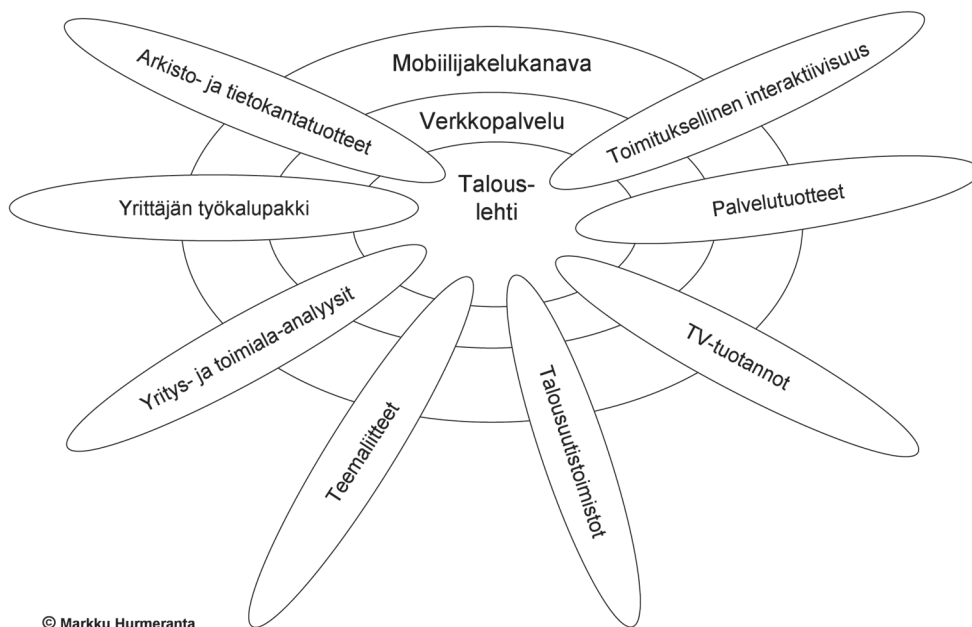 Mobiilijakelukanava
Verkkopalvelu
Talous-
lehti
Arkisto- ja tietokantatuotteet
Toimituksellinen interaktiivisuus
Yrittäjän työkalupakki
Palvelutuotteet
Yritys- ja toimiala-analyysit
TV-tuotannot
Teemaliitteet
Talousuutistoimistot
© Markku Hurmeranta